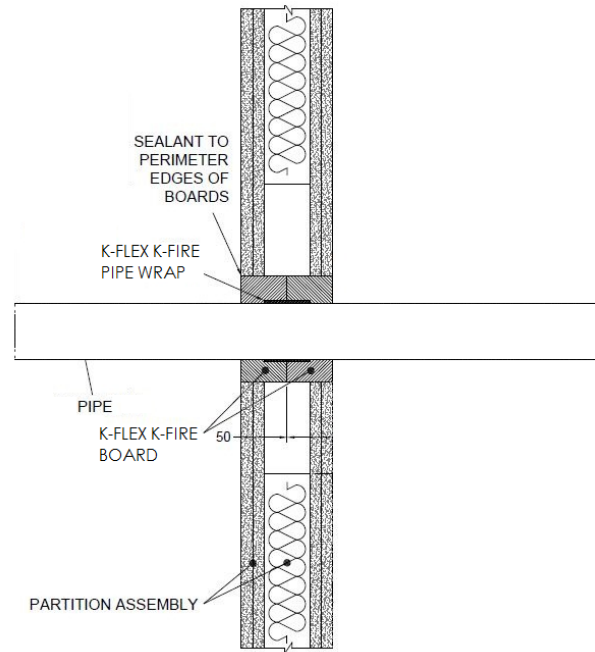 SEALANT TO
PERIMETER
EDGES OF
BOARDS
K-FLEX K-FIRE
PIPE WRAP
PIPE
K-FLEX K-FIRE
BOARD
50
PARTITION ASSEMBLY